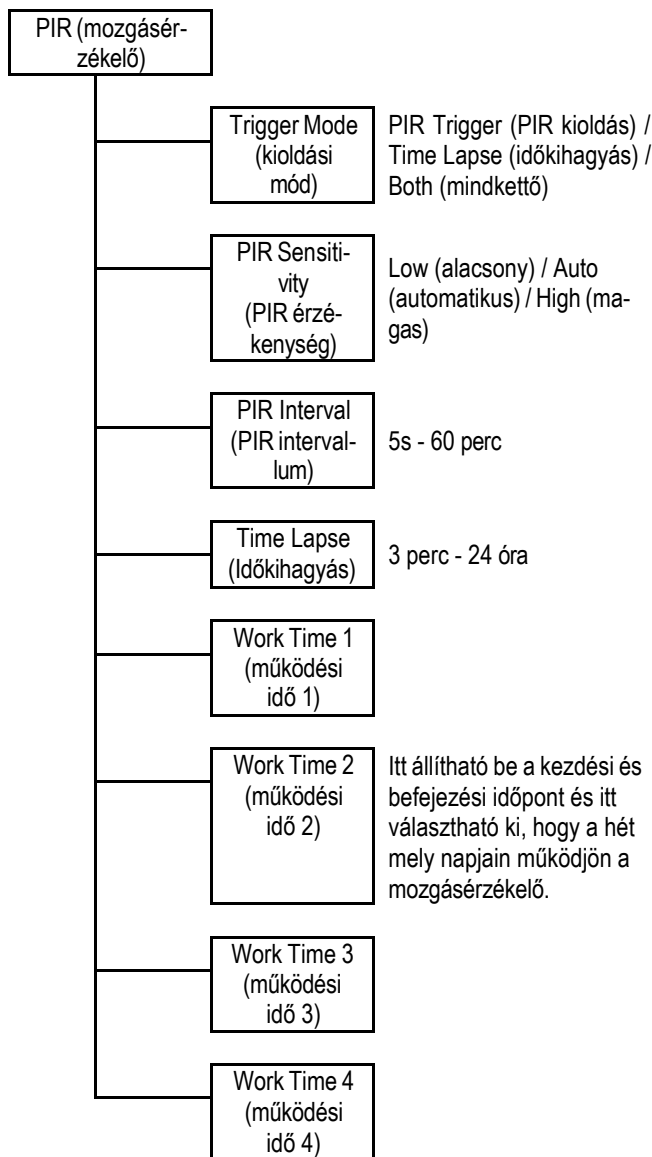 PIR (mozgásér-
zékelő)
Trigger Mode
(kioldási
mód)
PIR Trigger (PIR kioldás) /
Time Lapse (időkihagyás) /
Both (mindkettő)
PIR Sensiti-
vity
(PIR érzé-
kenység)
Low (alacsony) / Auto
(automatikus) / High (ma-
gas)
PIR Interval
(PIR interval-
lum)
5s - 60 perc
Time Lapse
(Időkihagyás)
3 perc - 24 óra
Work Time 1
(működési
idő 1)
Work Time 2
(működési
idő 2)
Itt állítható be a kezdési és
befejezési időpont és itt
választható ki, hogy a hét
mely napjain működjön a
mozgásérzékelő.
Work Time 3
(működési
idő 3)
Work Time 4
(működési
idő 4)